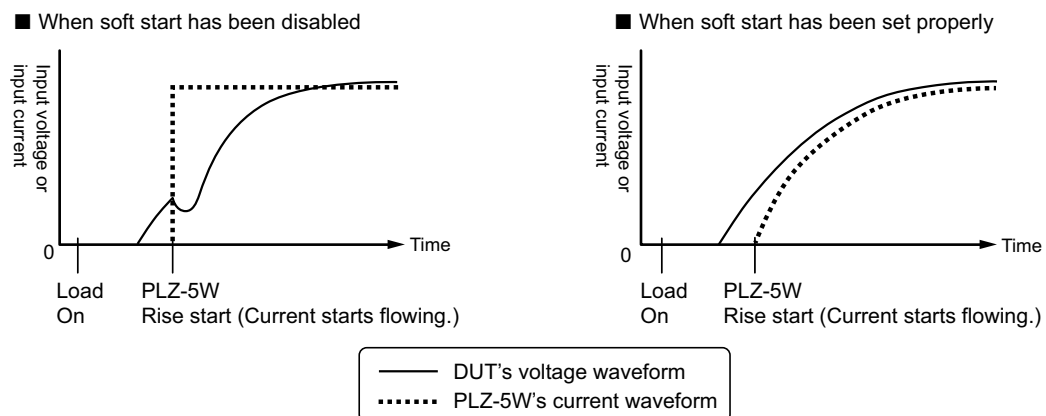 ■ When soft start has been disabled
Input voltage or
input current
0
Time
Load
On
PLZ-5W
Rise start (Current starts flowing.)
■ When soft start has been set properly
Input voltage or
input current
0
Time
Load
On
PLZ-5W
Rise start (Current starts flowing.)
DUT's voltage waveform
PLZ-5W's current waveform